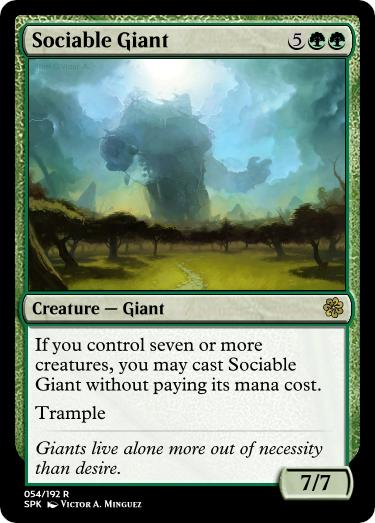 Sociable Giant 5
Creature — Giant
If you control seven or more
creatures, you may cast Sociable
Giant without paying its mana cost.
Trample
Giants live alone more out of necessity
than desire.
7/7
054/192 R
SPK Victor A. Minguez